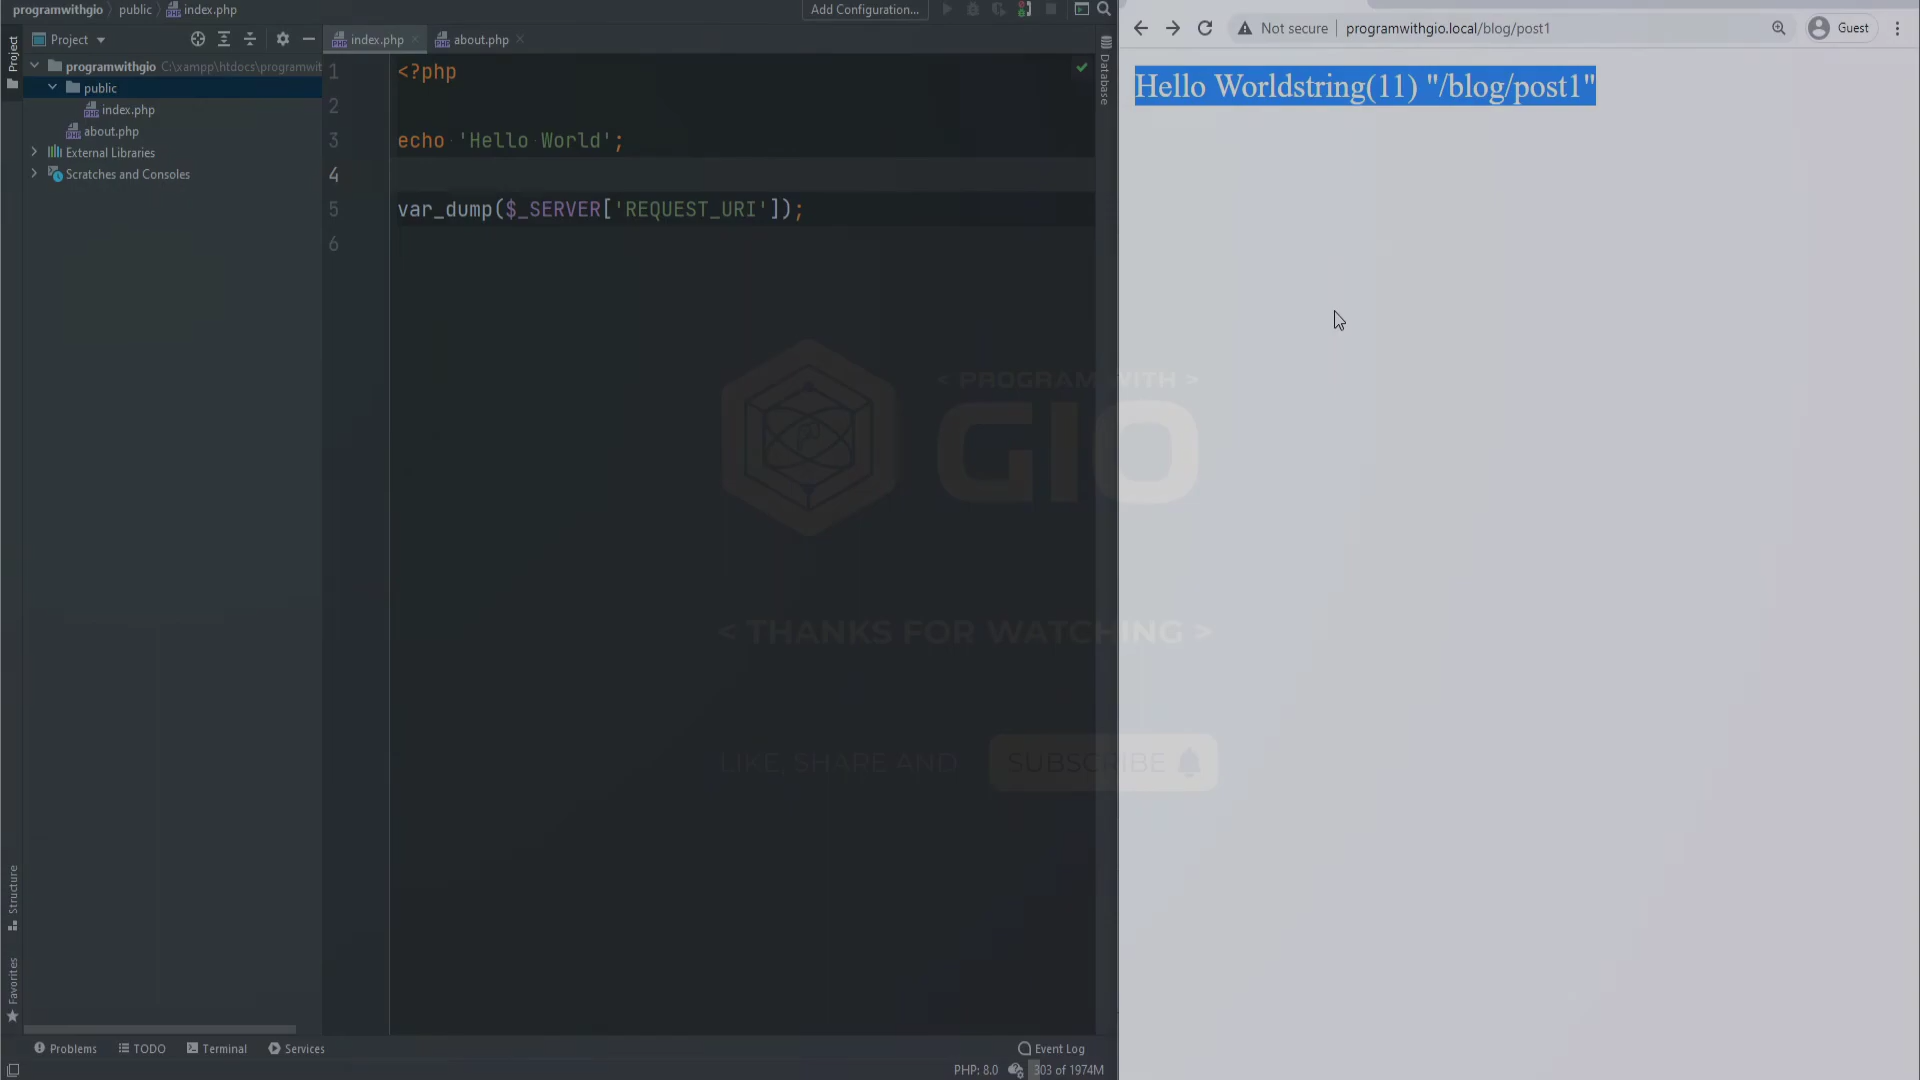 programwithgio
public
index.php
Add Configuration...
Project
Project
index.php
about.php
Not secure
programwithgio.local/blog/post1
Guest
programwithgio C:\xampp\htdocs\programwit
public
index.php
about.php
External Libraries
Scratches and Consoles
1 <?php
2
3 echo 'Hello World';
4
5 var_dump($_SERVER['REQUEST_URI']);
6
Database
Hello Worldstring(11) "/blog/post1"
< PROGRAM WITH >
GIO
< THANKS FOR WATCHING >
LIKE, SHARE AND SUBSCRIBE
Structure
Favorites
Problems
TODO
Terminal
Services
Event Log
PHP: 8.0
303 of 1974M